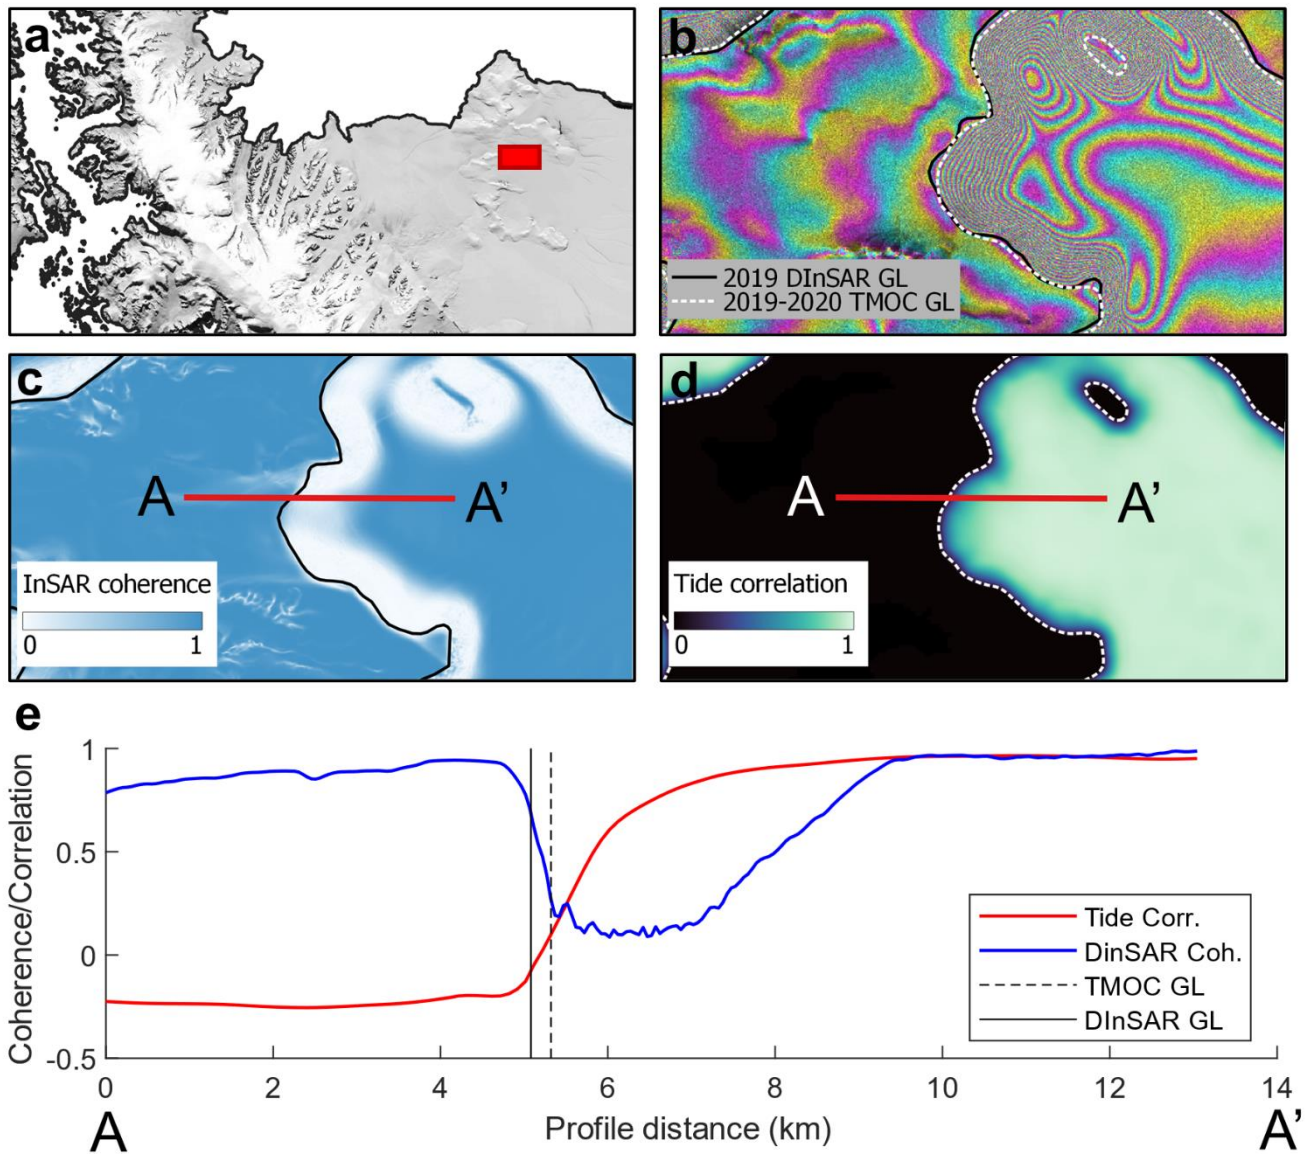 a
b
2019 DInSAR GL
2019-2020 TMOC GL
c
A
A’
InSAR coherence
0
1
d
A
A’
Tide correlation
0
1
e
Coherence/Correlation
1
0.5
0
-0.5
Tide Corr.
DinSAR Coh.
TMOC GL
DInSAR GL
0 2 4 6 8 10 12 14
A
Profile distance (km)
A’